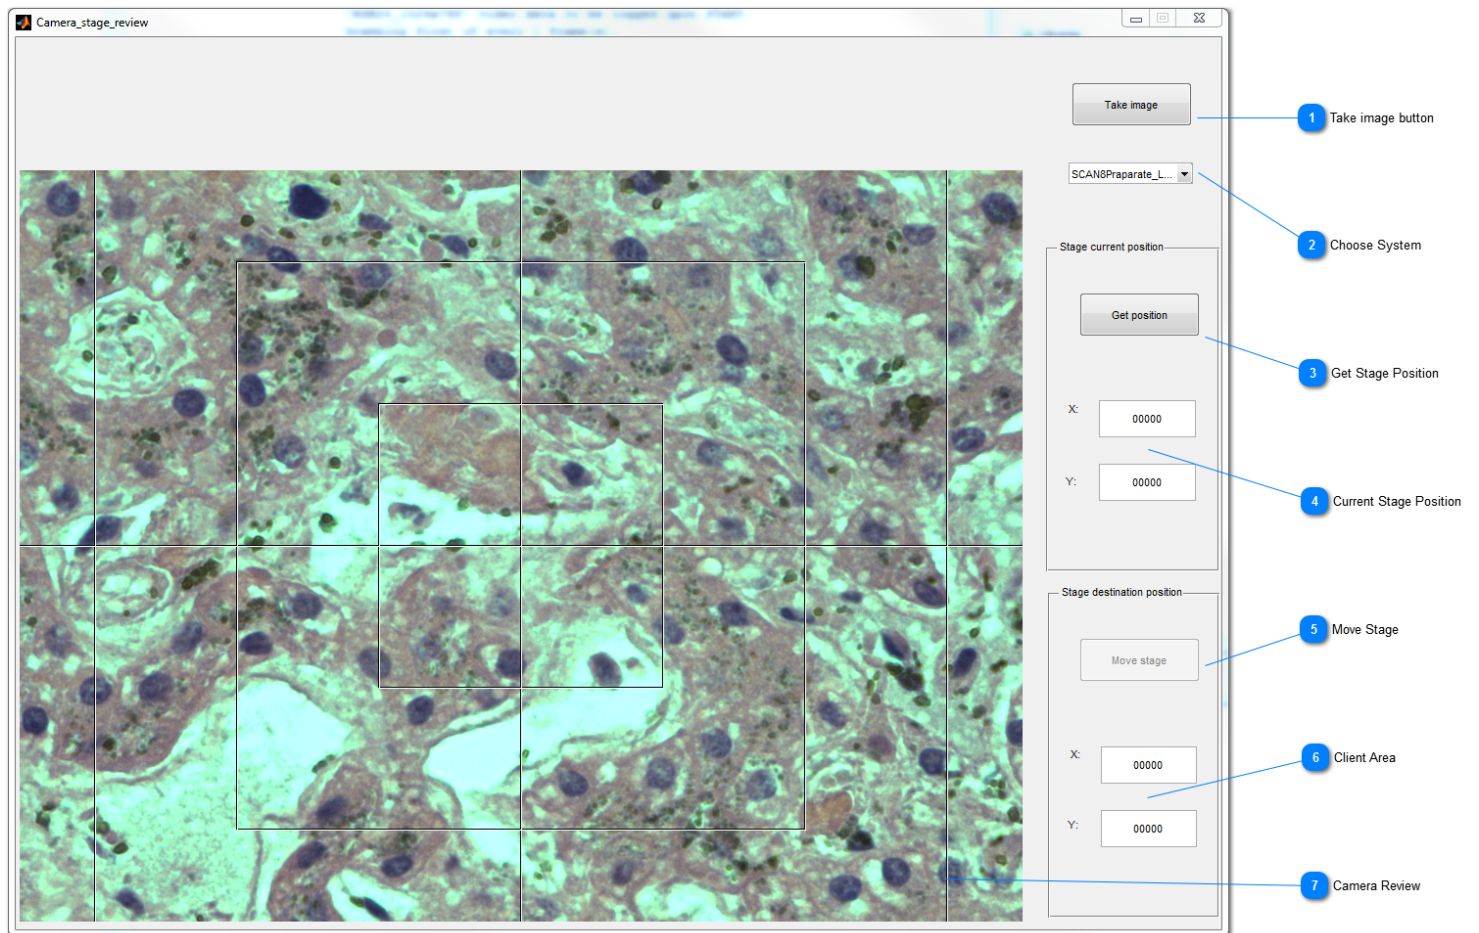 Camera_stage_review
Take image
1 Take image button
SCAN8Praparate_L...
2 Choose System
Stage current position
Get position
3 Get Stage Position
X: 00000
Y: 00000
4 Current Stage Position
Stage destination position
5 Move Stage
Move stage
X: 00000
6 Client Area
Y: 00000
7 Camera Review